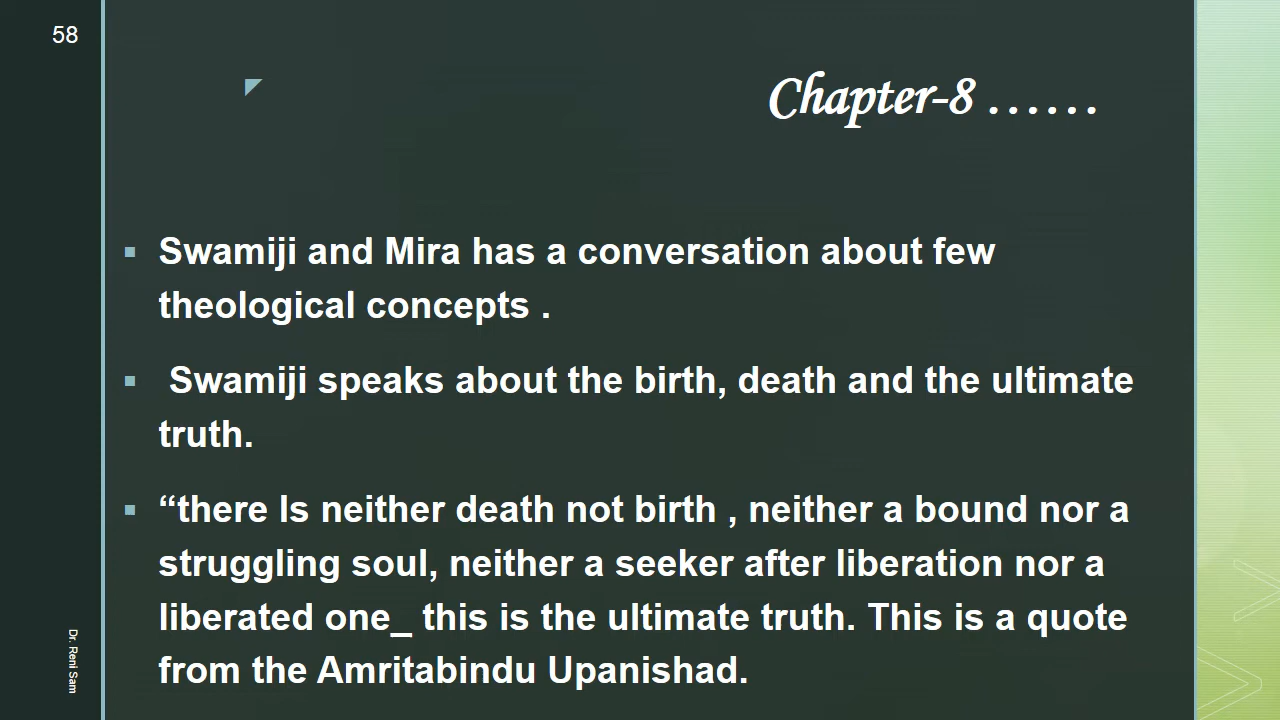 58
Chapter-8 ......
▪ Swamiji and Mira has a conversation about few
theological concepts .
▪ Swamiji speaks about the birth, death and the ultimate
truth.
▪ “there Is neither death not birth , neither a bound nor a
struggling soul, neither a seeker after liberation nor a
liberated one_ this is the ultimate truth. This is a quote
from the Amritabindu Upanishad.
Dr. Reni Sam